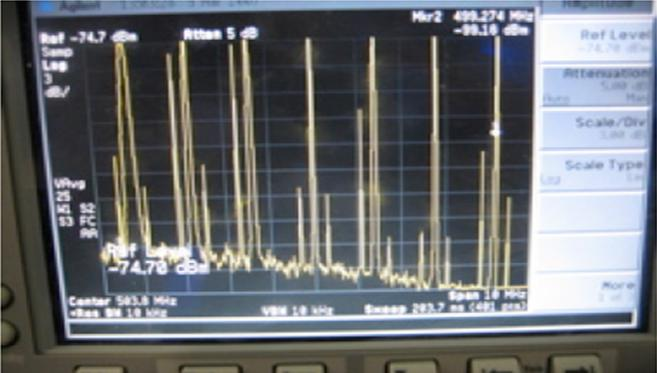 Agilent
Mkr2 499.274 MHz
Ref -74.7 dBm
Atten 5 dB
-99.16 dBm
Samp
Log
3
dB/
VAvg
25
W1 S2
S3 FC
AA
Ref Level
-74.70 dBm
Center 503.8 MHz
Span 10 MHz
#Res BW 10 kHz
VBW 10 kHz
Sweep 203.7 ms (401 pts)
Amplitude
Ref Level
-74.70 dBm
Attenuation
5.00 dB
Auto
Man
Scale/Div
3.00 dB
Scale Type
Log
Lin
More